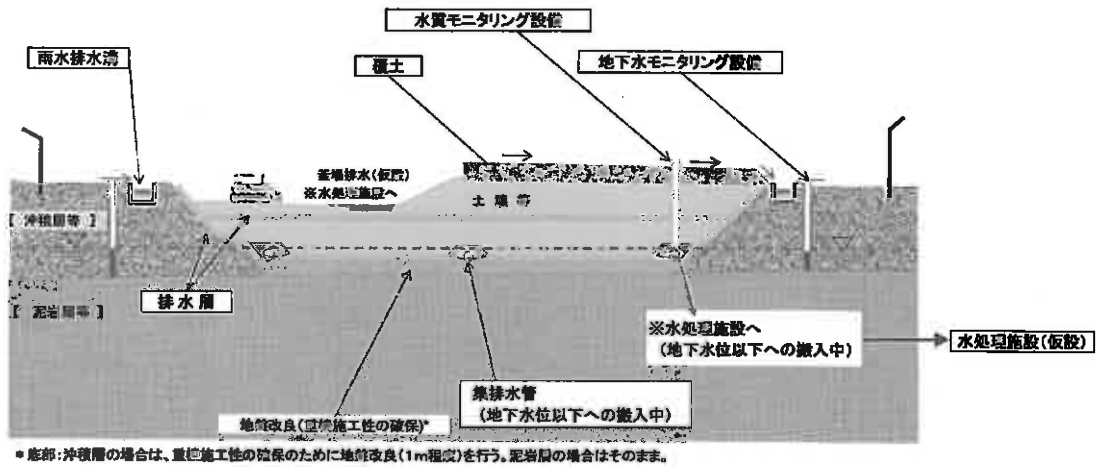 水質モニタリング設備
雨水排水溝
覆土
地下水モニタリング設備
釜場排水(仮設)
※水処理施設へ
土壌等
【 沖積層等 】
排水層
【 泥岩層等 】
※水処理施設へ
(地下水位以下への搬入中)
水処理施設(仮設)
集排水管
(地下水位以下への搬入中)
地盤改良(重機施工性の確保)*
* 底部:沖積層の場合は、重機施工性の確保のために地盤改良(1m程度)を行う。泥岩層の場合はそのまま。